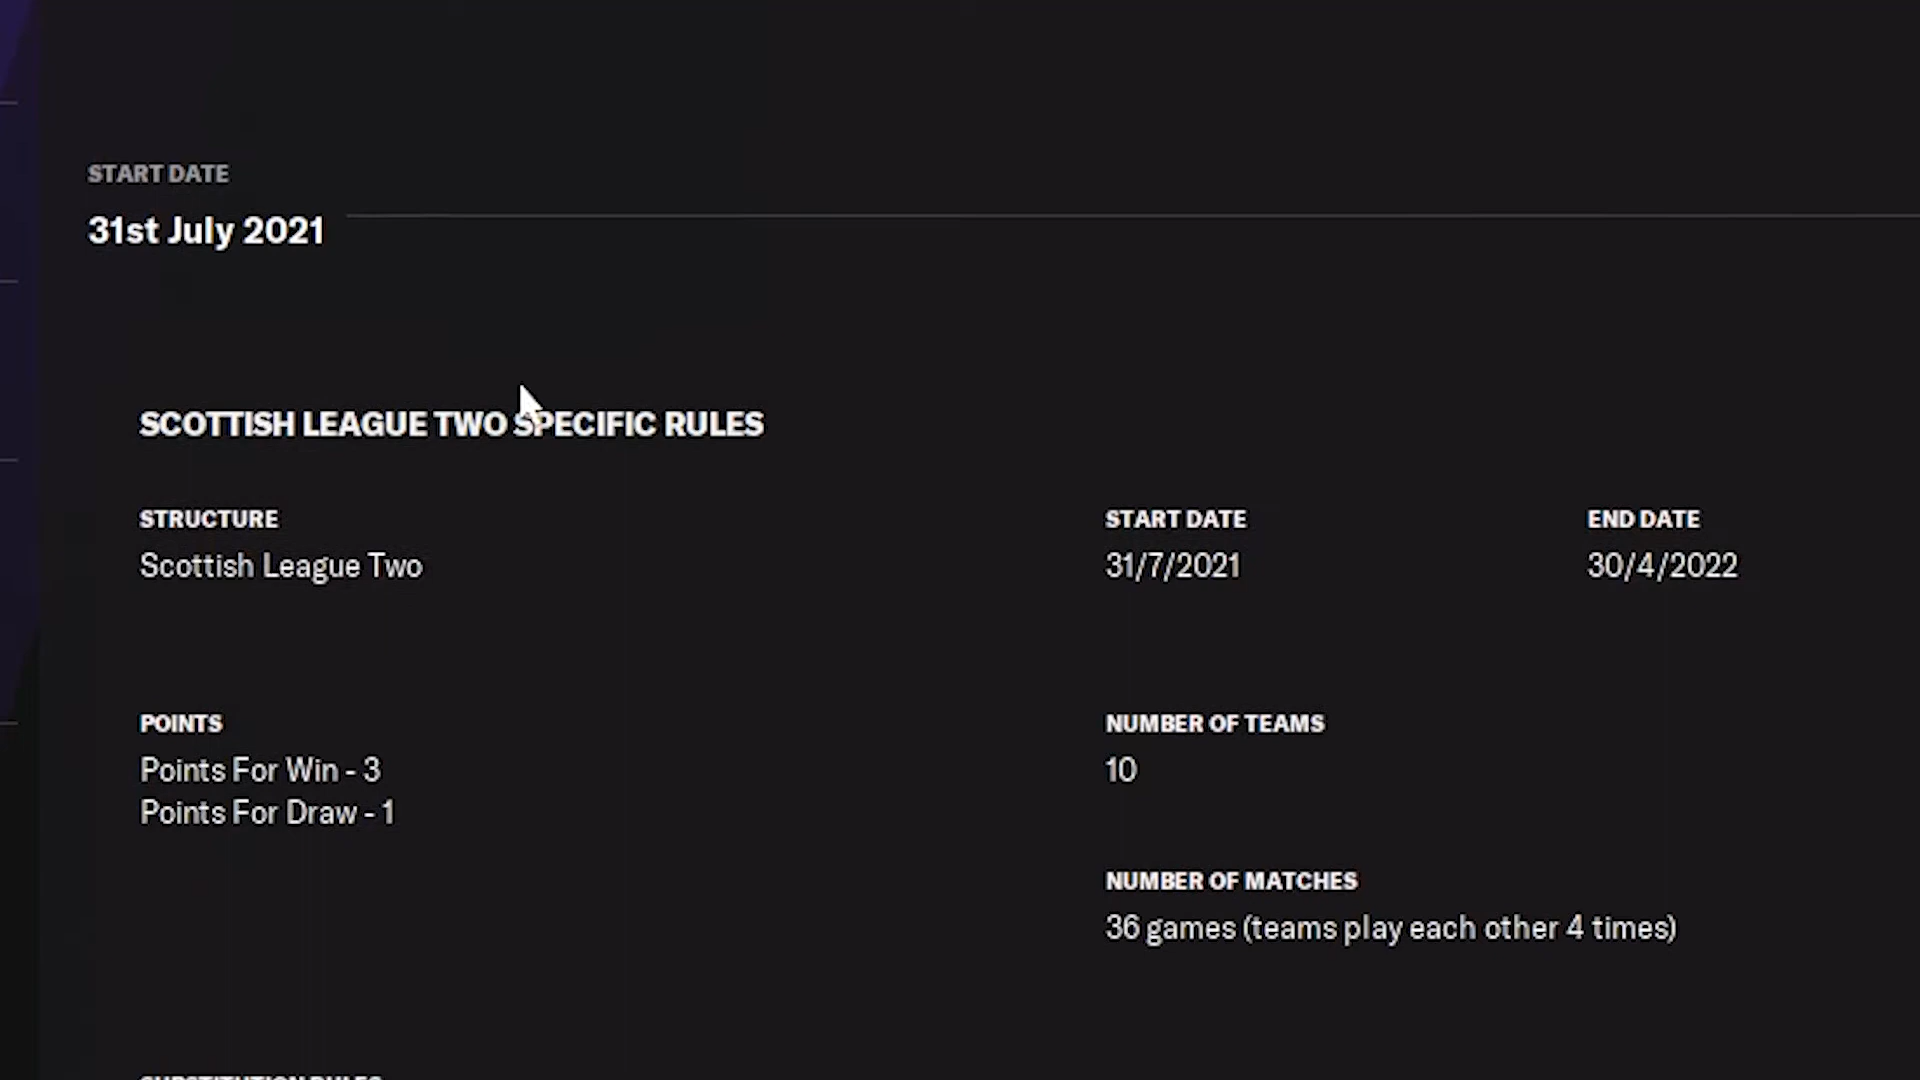 START DATE
31st July 2021
SCOTTISH LEAGUE TWO SPECIFIC RULES
STRUCTURE
Scottish League Two
START DATE
31/7/2021
END DATE
30/4/2022
POINTS
Points For Win - 3
Points For Draw - 1
NUMBER OF TEAMS
10
NUMBER OF MATCHES
36 games (teams play each other 4 times)
SUBSTITUTION RULES